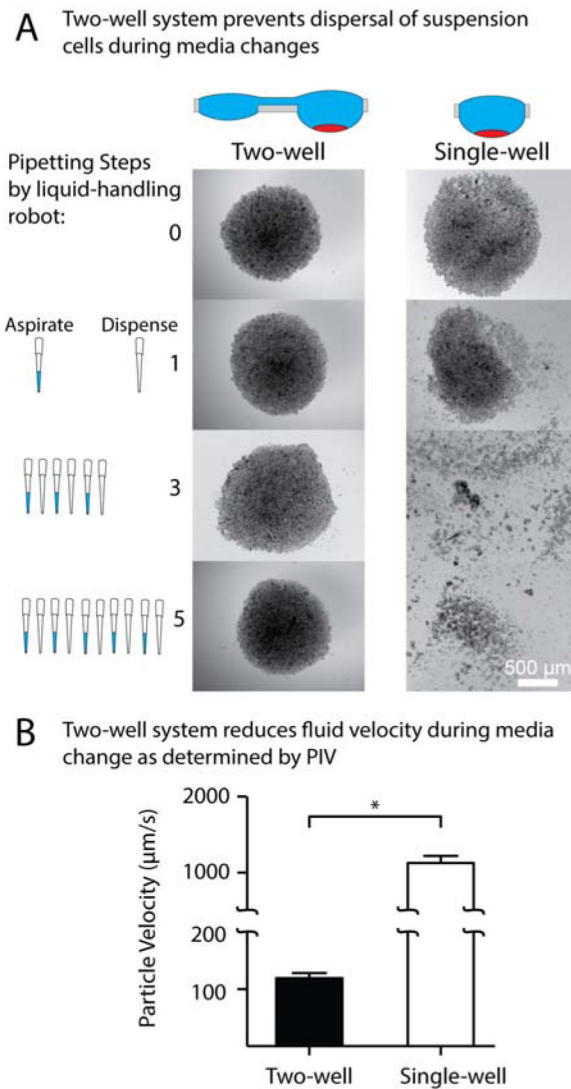 A Two-well system prevents dispersal of suspension
cells during media changes
Two-well Single-well
Pipetting Steps
by liquid-handling
robot:
0
Aspirate Dispense 1
3
5
500 µm
B Two-well system reduces fluid velocity during media
change as determined by PIV
Particle Velocity (µm/s)
2000
*
1000
200
100
Two-well Single-well